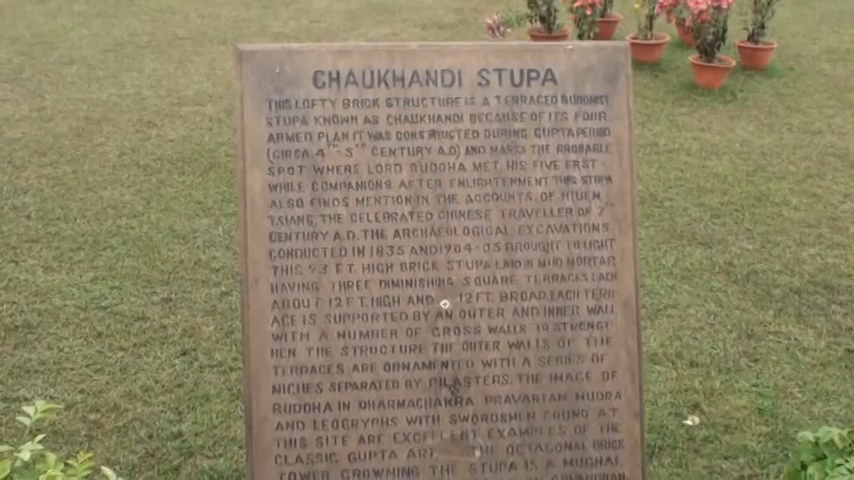 CHAUKHANDI STUPA
THIS LOFTY BRICK STRUCTURE IS A TERRACED BUDDHIST
STUPA KNOWN AS CHAUKHANDI BECAUSE OF ITS FOUR
ARMED PLAN IT WAS CONSTRUCTED DURING GUPTA PERIOD
(CIRCA 4TH-5TH CENTURY A.D) AND MARKS THE PROBABLE
SPOT WHERE LORD BUDDHA MET HIS FIVE ERST-
WHILE COMPANIONS AFTER ENLIGHTENMENT THIS STUPA
ALSO FINDS MENTION IN THE ACCOUNTS OF HIUEN
TSIANG, THE CELEBRATED CHINESE TRAVELLER OF 7TH
CENTURY A.D. THE ARCHAEOLOGICAL EXCAVATIONS
CONDUCTED IN 1835 AND 1904-05 BROUGHT TO LIGHT
THIS 93 FT. HIGH BRICK STUPA LAID IN MUD MORTAR
HAVING THREE DIMINISHING SQUARE TERRACES EACH
ABOUT 12 FT. HIGH AND 12 FT. BROAD. EACH TERR-
ACE IS SUPPORTED BY AN OUTER AND INNER WALL
WITH A NUMBER OF CROSS WALLS TO STRENGT-
HEN THE STRUCTURE THE OUTER WALLS OF THE
TERRACES ARE ORNAMENTED WITH A SERIES OF
NICHES SEPARATED BY PILASTERS. THE IMAGE OF
BUDDHA IN DHARMACHAKRA PRAVARTAN MUDRA
AND LEOGRYPHS WITH SWORDSMEN FOUND AT
THIS SITE ARE EXCELLENT EXAMPLES OF THE
CLASSIC GUPTA ART. THE OCTAGONAL BRICK
TOWER CROWNING THE STUPA IS A MUGHAL